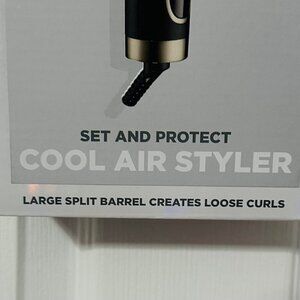 SET AND PROTECT
COOL AIR STYLER
LARGE SPLIT BARREL CREATES LOOSE CURLS